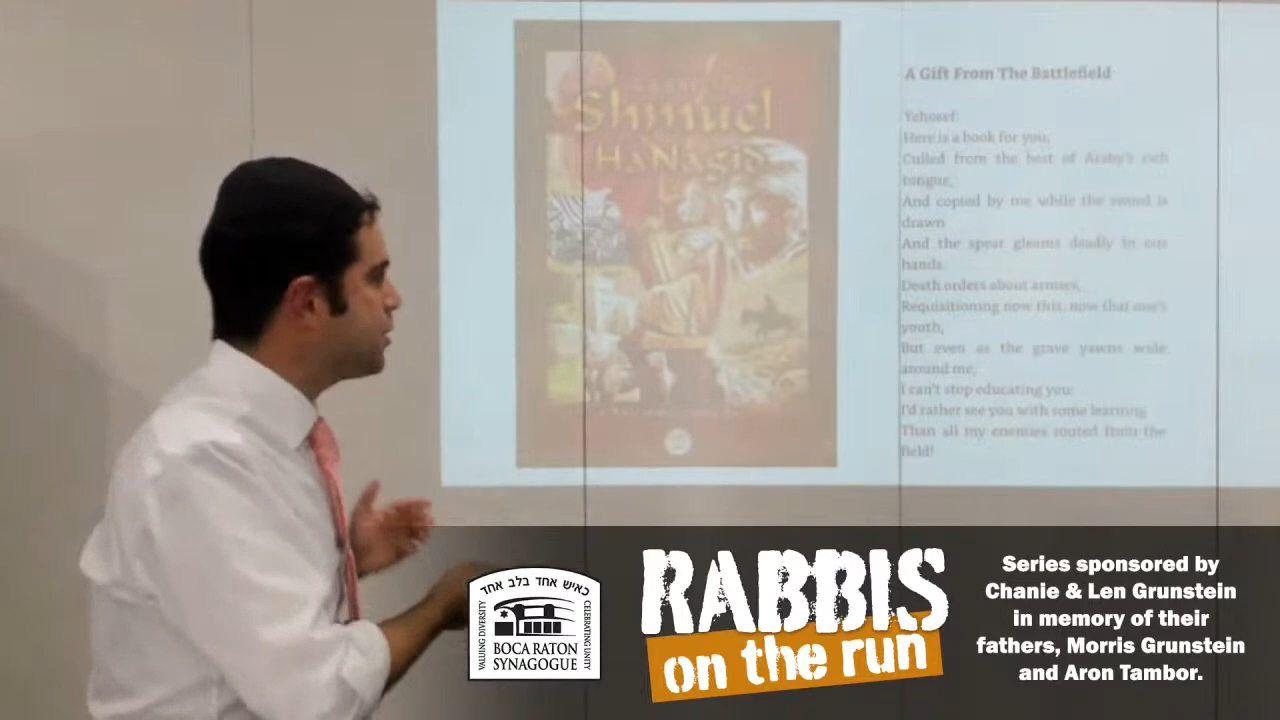 Shmuel
HaNagid
A Gift From The Battlefield
Yehosef:
Here is a book for you,
Culled from the best of Araby's rich
tongue,
And copied by me while the sword is
drawn
And the spear gleams deadly in our
hands.
Death orders about armies,
Requisitioning now this, now that one's
youth,
But even as the grave yawns wide
around me,
I can't stop educating you:
I'd rather see you with some learning
Than all my enemies routed from the
field!
כאיש אחד בלב אחד
VALUING DIVERSITY
CELEBRATING UNITY
BOCA RATON
SYNAGOGUE
RABBIS
on the run
Series sponsored by
Chanie & Len Grunstein
in memory of their
fathers, Morris Grunstein
and Aron Tambor.